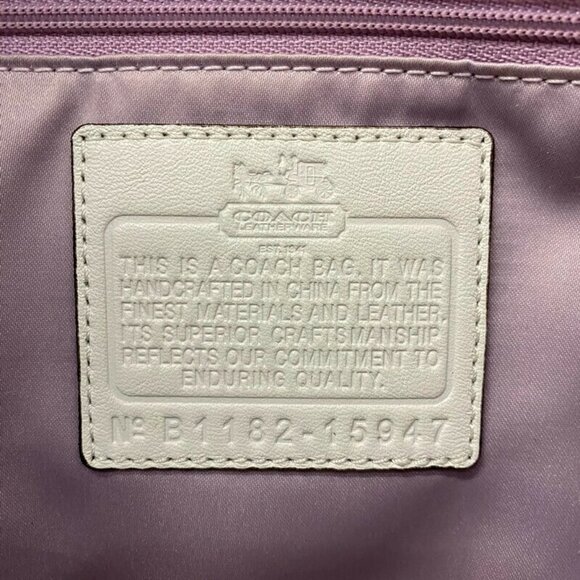 COACH
LEATHERWARE
EST. 1941
THIS IS A COACH BAG. IT WAS
HANDCRAFTED IN CHINA FROM THE
FINEST MATERIALS AND LEATHER.
ITS SUPERIOR CRAFTSMANSHIP
REFLECTS OUR COMMITMENT TO
ENDURING QUALITY.
Nº B1182-15947